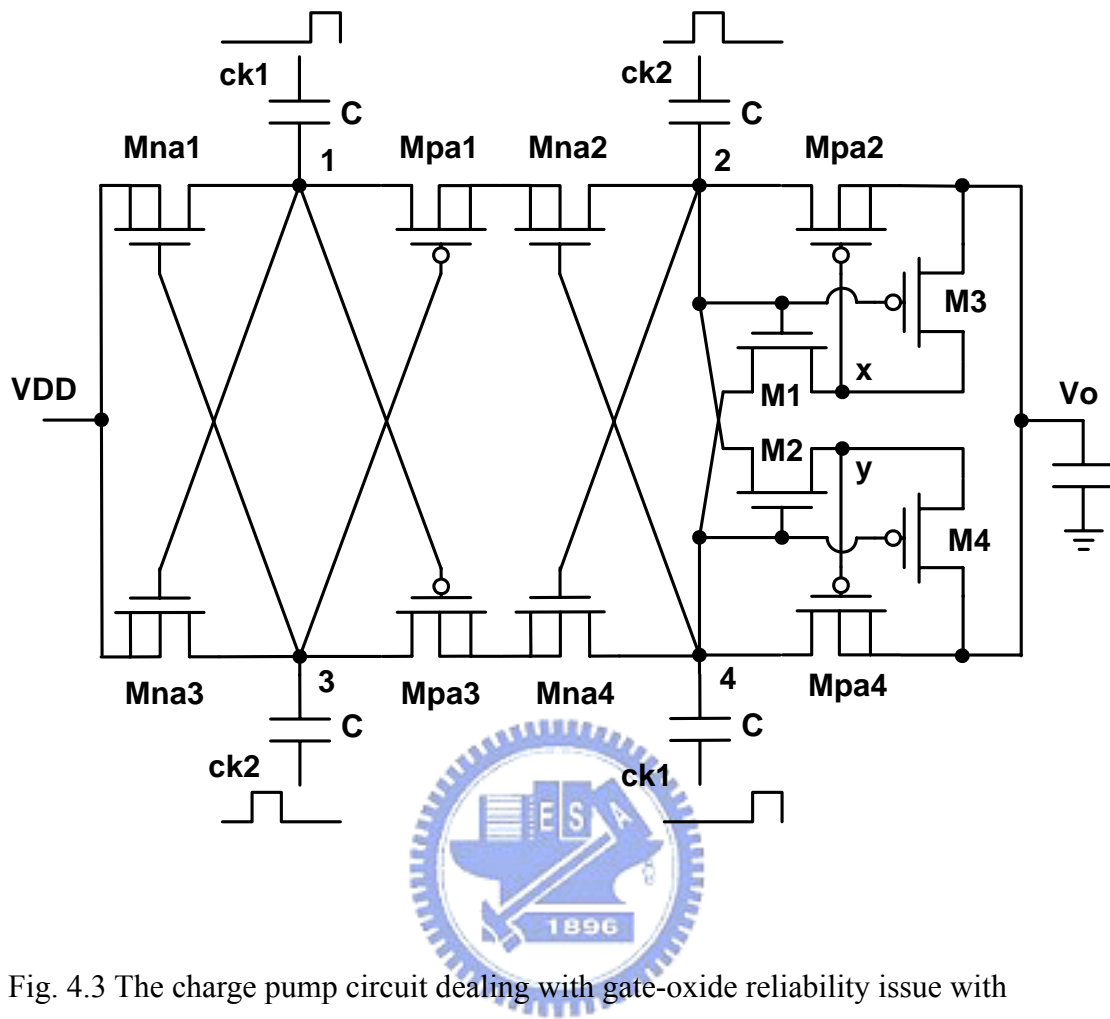 ck1
ck2
C
C
Mna1
1
Mpa1
Mna2
2
Mpa2
M3
x
M1
VDD
Vo
M2
y
M4
Mna3
3
Mpa3
Mna4
4
Mpa4
C
C
ck2
ck1
E S A
1896
Fig. 4.3 The charge pump circuit dealing with gate-oxide reliability issue with